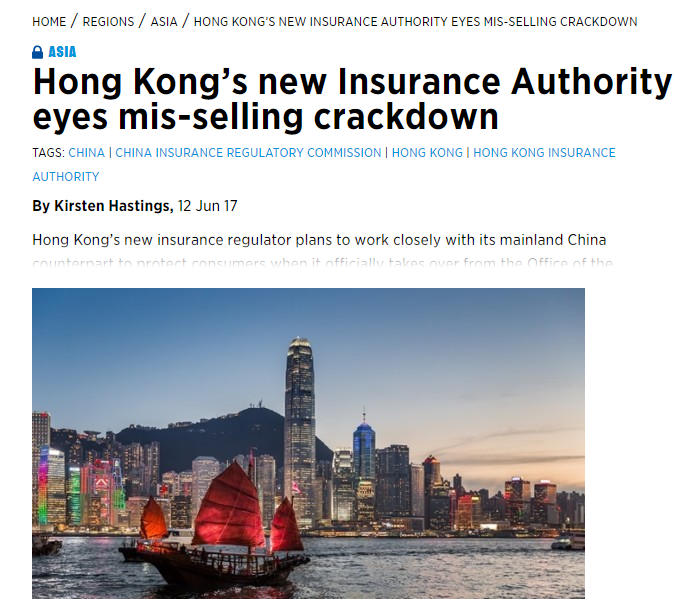 HOME / REGIONS / ASIA / HONG KONG'S NEW INSURANCE AUTHORITY EYES MIS-SELLING CRACKDOWN
ASIA
Hong Kong’s new Insurance Authority
eyes mis-selling crackdown
TAGS: CHINA | CHINA INSURANCE REGULATORY COMMISSION | HONG KONG | HONG KONG INSURANCE
AUTHORITY
By Kirsten Hastings, 12 Jun 17
Hong Kong’s new insurance regulator plans to work closely with its mainland China
counterpart to protect consumers when it officially takes over from the Office of the